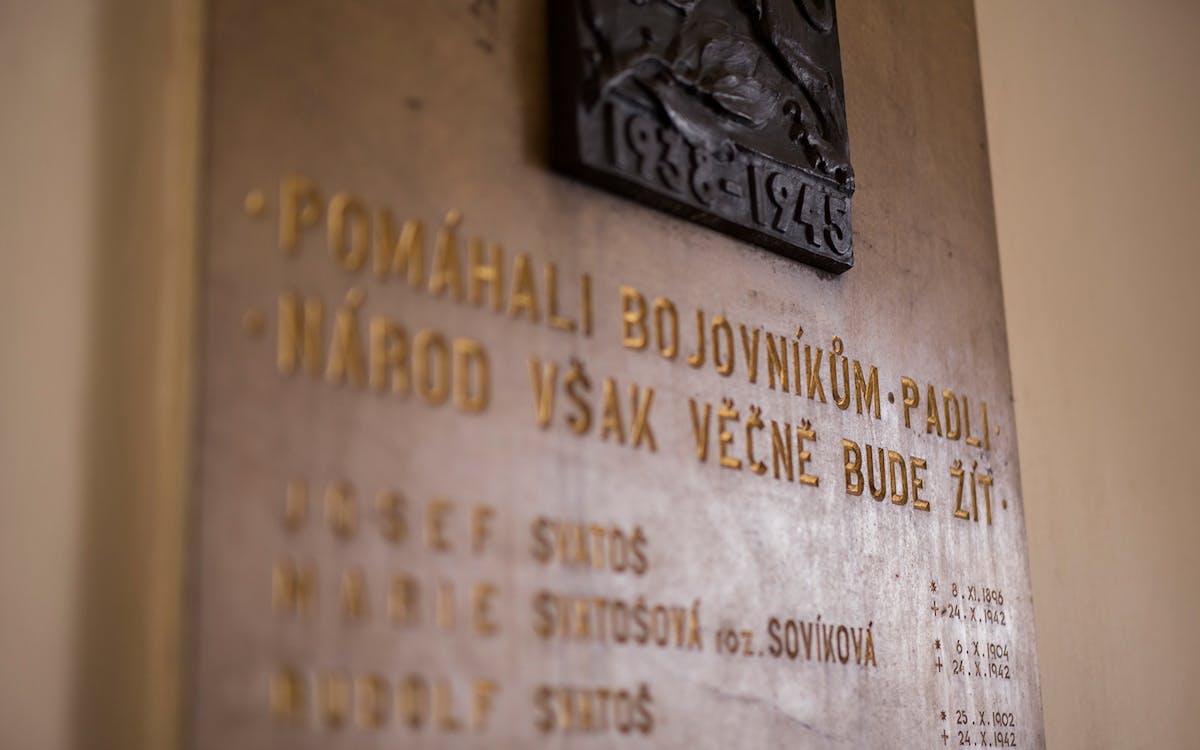 1938-1945
· POMÁHALI BOJOVNÍKŮM · PADLI ·
· NÁROD VŠAK VĚČNĚ BUDE ŽÍT ·
JOSEF SVATOŠ
* 8. XI. 1896
† 24. X. 1942
MARIE SVATOŠOVÁ roz. SOVÍKOVÁ
* 6. X. 1904
† 24. X. 1942
RUDOLF SVATOŠ
* 25. X. 1902
† 24. X. 1942